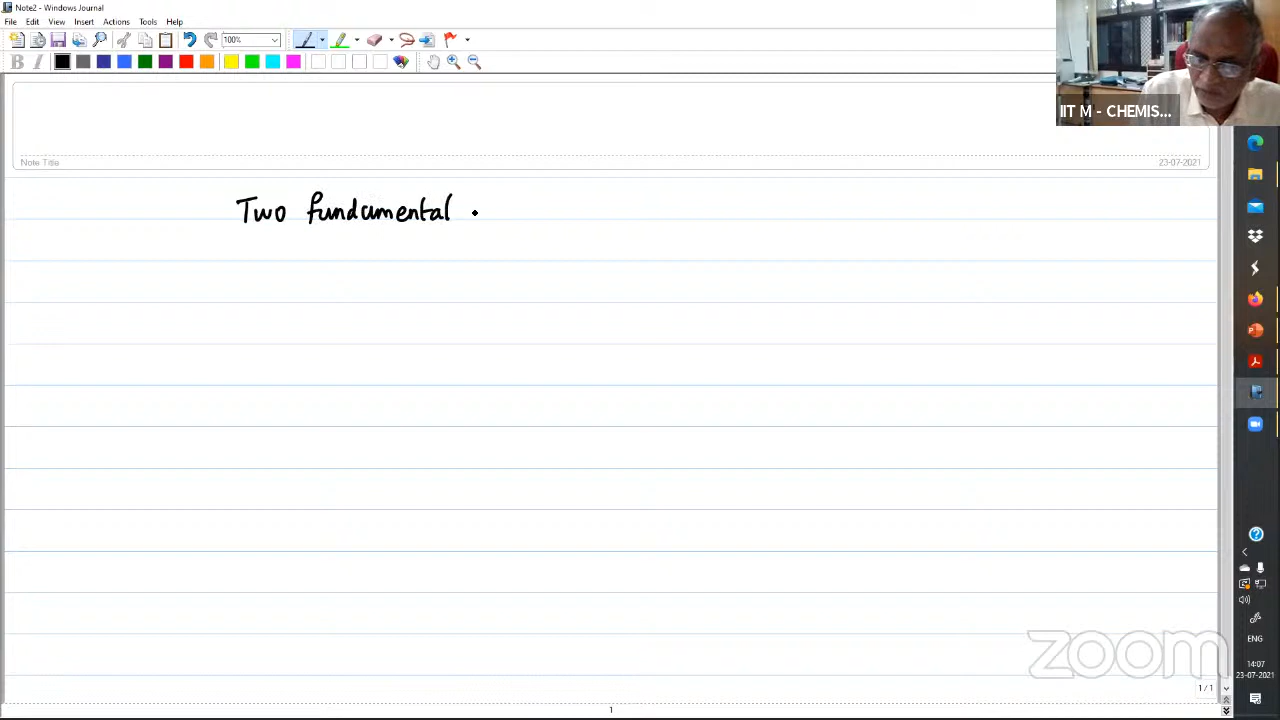 Note2 - Windows Journal
File Edit View Insert Actions Tools Help
100%
B I
IIT M - CHEMIS...
Note Title
23-07-2021
Two fundamental
zoom
ENG
14:07
23-07-2021
1 / 1
1